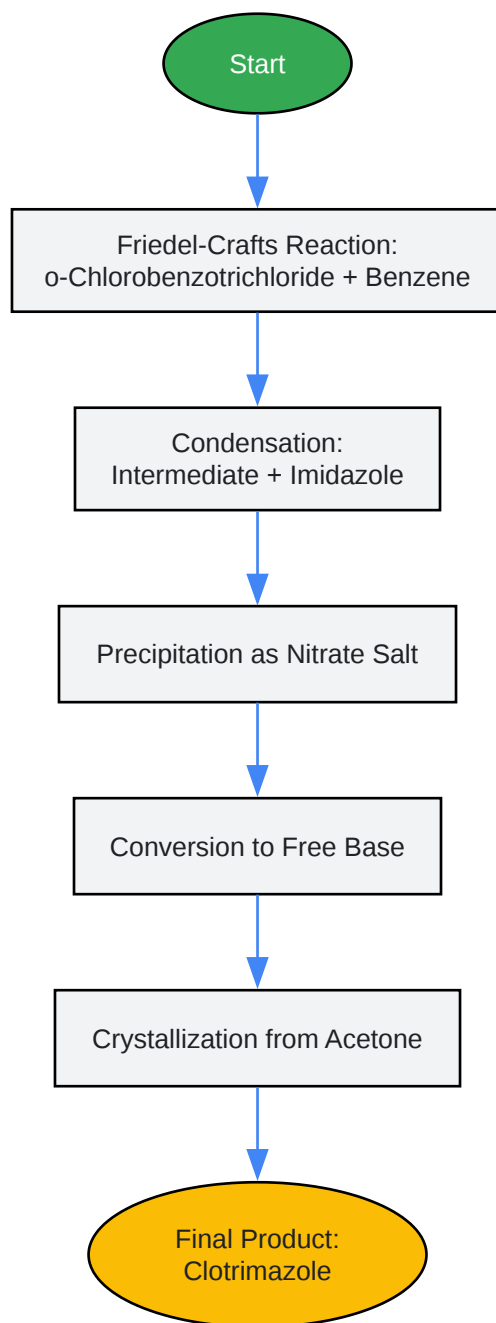 Start
Friedel-Crafts Reaction:
o-Chlorobenzotrichloride + Benzene
Condensation:
Intermediate + Imidazole
Precipitation as Nitrate Salt
Conversion to Free Base
Crystallization from Acetone
Final Product:
Clotrimazole